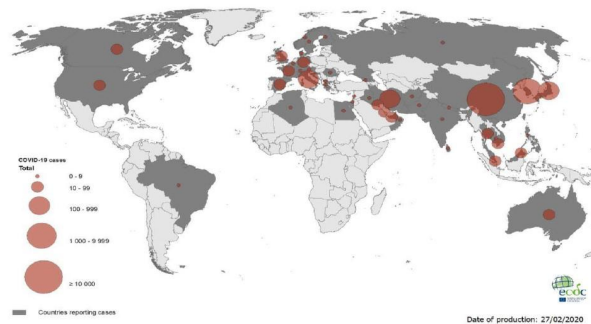 COVID-19 cases
Total
0 - 9
10 - 99
100 - 999
1 000 - 9 999
≥ 10 000
Countries reporting cases
ecdc
Date of production: 27/02/2020